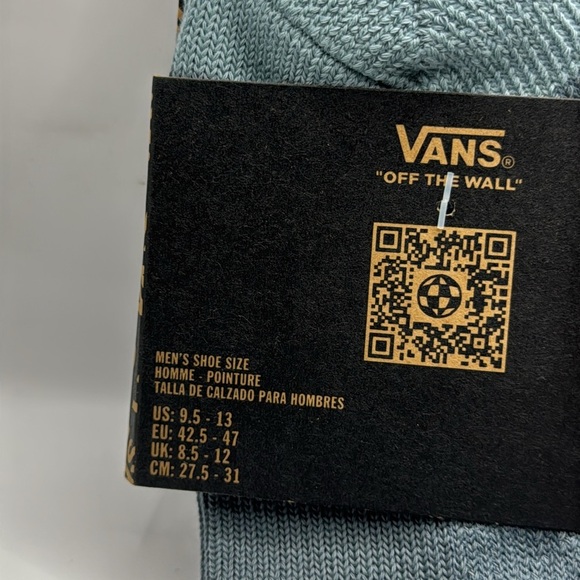 VANS®
"OFF THE WALL"
MEN'S SHOE SIZE
HOMME - POINTURE
TALLA DE CALZADO PARA HOMBRES
US: 9.5 - 13
EU: 42.5 - 47
UK: 8.5 - 12
CM: 27.5 - 31